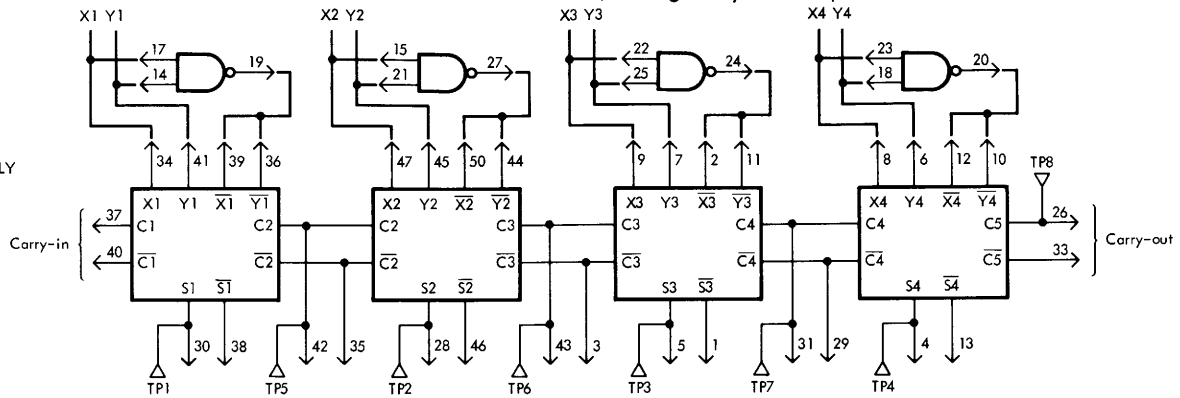 X1 Y1 X2 Y2 X3 Y3 X4 Y4
17 19 15 27 22 24 23 20
14 21 25 18
34 41 39 36 47 45 50 44 9 7 2 11 8 6 12 10
LY
TP8
X1 Y1 X̅1̅ Y̅1̅ X2 Y2 X̅2̅ Y̅2̅ X3 Y3 X̅3̅ Y̅3̅ X4 Y4 X̅4̅ Y̅4̅
37 C1 C2 C2 C3 C3 C4 C4 C5 26
Carry-in Carry-out
40 C̅1̅ C̅2̅ C̅2̅ C̅3̅ C̅3̅ C̅4̅ C̅4̅ C̅5̅ 33
S1 S̅1̅ S2 S̅2̅ S3 S̅3̅ S4 S̅4̅
30 38 42 35 28 46 43 3 5 1 31 29 4 13
TP1 TP5 TP2 TP6 TP3 TP7 TP4